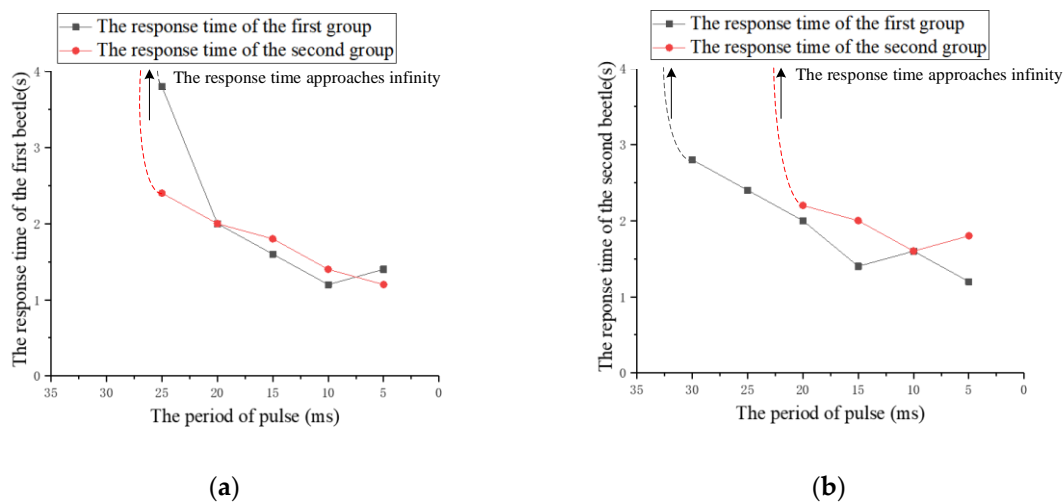 The response time of the first group
The response time of the second group
The response time approaches infinity
The response time of the first beetle(s)
4
3
2
1
0
35
30
25
20
15
10
5
0
The period of pulse (ms)
(a)
The response time of the first group
The response time of the second group
The response time approaches infinity
The reponse time of the second beetle(s)
4
3
2
1
0
35
30
25
20
15
10
5
0
The period of pulse (ms)
(b)